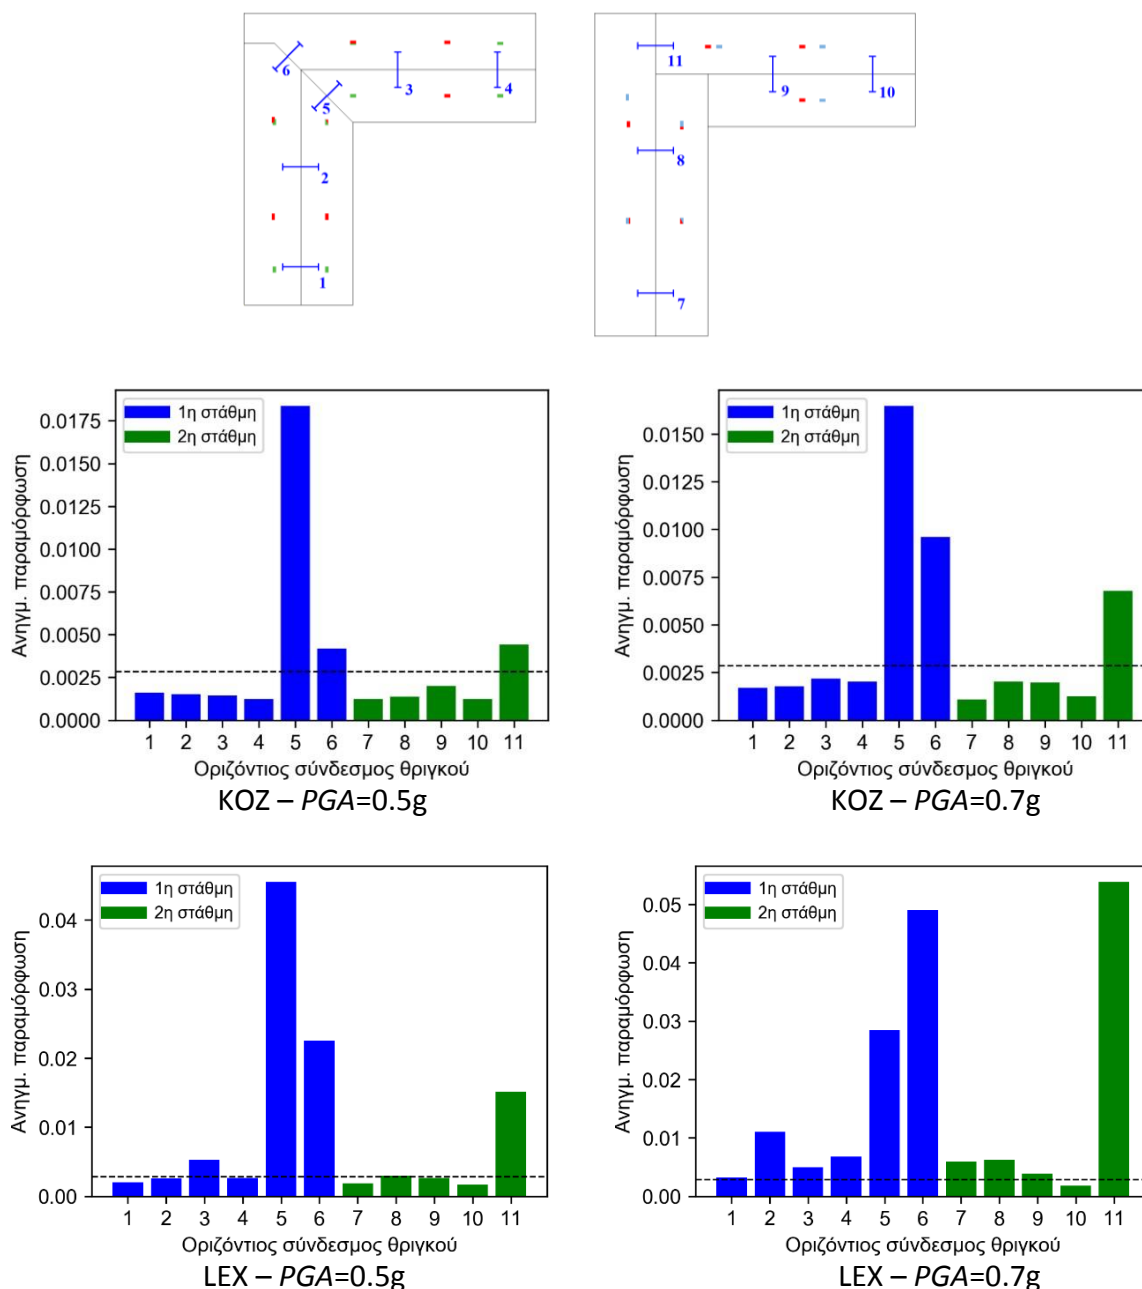 6
3
4
5
2
1
11
9
10
8
7
1η στάθμη
2η στάθμη
Ανηγμ. παραμόρφωση
0.0175
0.0150
0.0125
0.0100
0.0075
0.0050
0.0025
0.0000
1 2 3 4 5 6 7 8 9 10 11
Οριζόντιος σύνδεσμος θριγκού
KOZ – PGA=0.5g
1η στάθμη
2η στάθμη
Ανηγμ. παραμόρφωση
0.0150
0.0125
0.0100
0.0075
0.0050
0.0025
0.0000
1 2 3 4 5 6 7 8 9 10 11
Οριζόντιος σύνδεσμος θριγκού
KOZ – PGA=0.7g
1η στάθμη
2η στάθμη
Ανηγμ. παραμόρφωση
0.04
0.03
0.02
0.01
0.00
1 2 3 4 5 6 7 8 9 10 11
Οριζόντιος σύνδεσμος θριγκού
LEX – PGA=0.5g
1η στάθμη
2η στάθμη
Ανηγμ. παραμόρφωση
0.05
0.04
0.03
0.02
0.01
0.00
1 2 3 4 5 6 7 8 9 10 11
Οριζόντιος σύνδεσμος θριγκού
LEX – PGA=0.7g